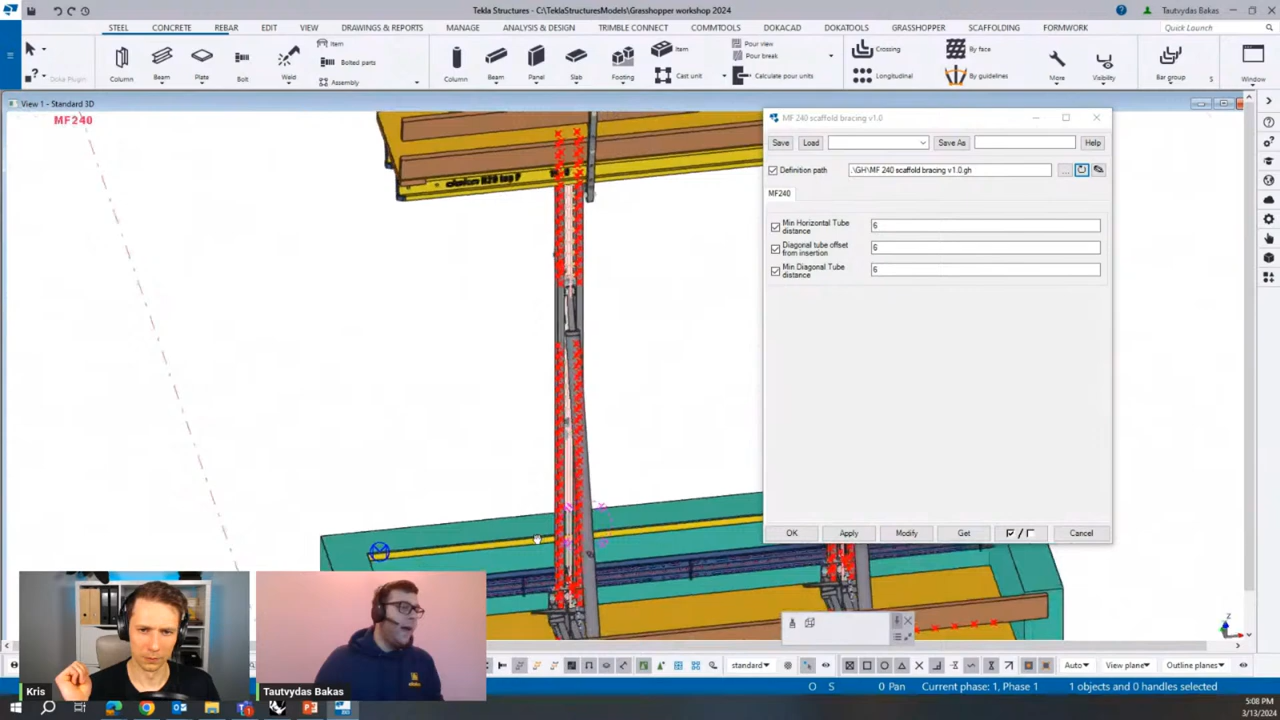 Tekla Structures - C:\TeklaStructuresModels\Grasshopper workshop 2024
Tautvydas Bakas
STEEL CONCRETE REBAR EDIT VIEW DRAWINGS & REPORTS MANAGE ANALYSIS & DESIGN TRIMBLE CONNECT COMMTOOLS DOKACAD DOKATOOLS GRASSHOPPER SCAFFOLDING FORMWORK
Quick Launch
Item
Bolted parts
Assembly
Column Beam Plate Bolt Weld
Column Beam Panel Slab Footing
Item
Cast unit
Pour view
Pour break
Calculate pour units
Crossing
Longitudinal
By face
By guidelines
More Visibility Bar group S Window
View 1 - Standard 3D
MF240
MF 240 scaffold bracing v1.0
Save Load Save As Help
Definition path .\GH\MF 240 scaffold bracing v1.0.gh ...
MF240
Min Horizontal Tube
distance
6
Diagonal tube offset
from insertion
6
Min Diagonal Tube
distance
6
OK Apply Modify Get Cancel
Z
Kris
Tautvydas Bakas
standard
Auto View plane Outline planes
O S 0 Pan Current phase: 1, Phase 1 1 objects and 0 handles selected
5:08 PM
3/13/2024